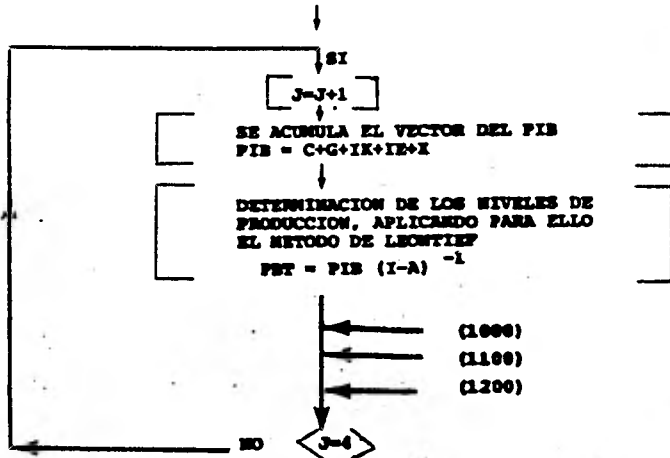 SI
J=J+1
SE ACUMULA EL VECTOR DEL PIB
PIB = C+G+IK+IE+X
DETERMINACION DE LOS NIVELES DE
PRODUCCION, APLICANDO PARA ELLO
EL METODO DE LEONTIEF
PBT = PIB (I-A) -1
(1000)
(1100)
(1200)
NO
J=4